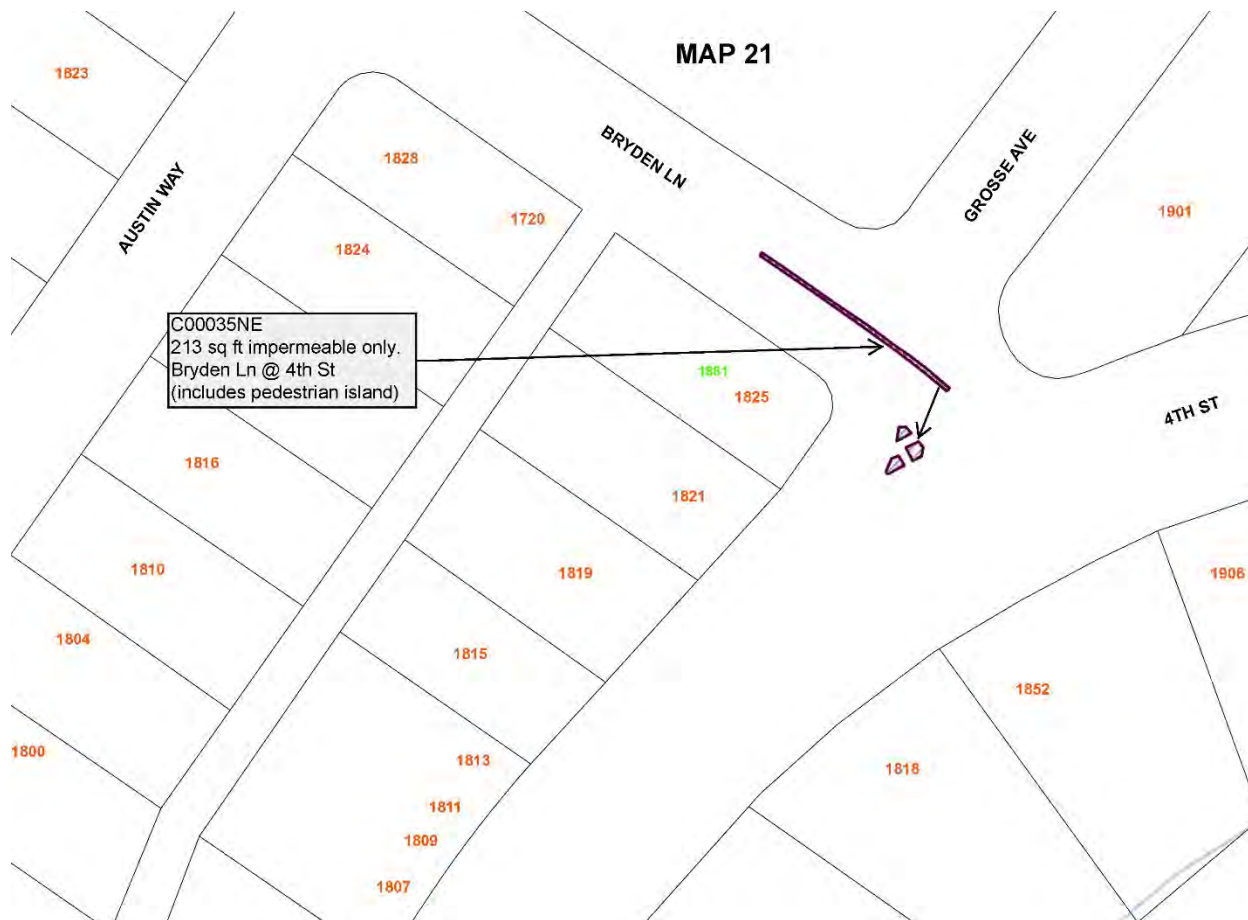 MAP 21
1823
BRYDEN LN
GROSSE AVE
1828
AUSTIN WAY
1901
1720
1824
C00035NE
213 sq ft impermeable only.
Bryden Ln @ 4th St
(includes pedestrian island)
1881
1825
4TH ST
1816
1821
1810
1819
1906
1804
1815
1852
1800
1813
1818
1811
1809
1807